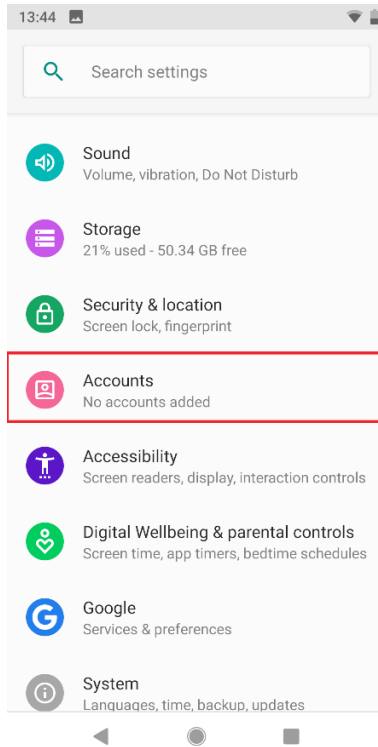 13:44
Search settings
Sound
Volume, vibration, Do Not Disturb
Storage
21% used - 50.34 GB free
Security & location
Screen lock, fingerprint
Accounts
No accounts added
Accessibility
Screen readers, display, interaction controls
Digital Wellbeing & parental controls
Screen time, app timers, bedtime schedules
Google
Services & preferences
System
Languages, time, backup, updates